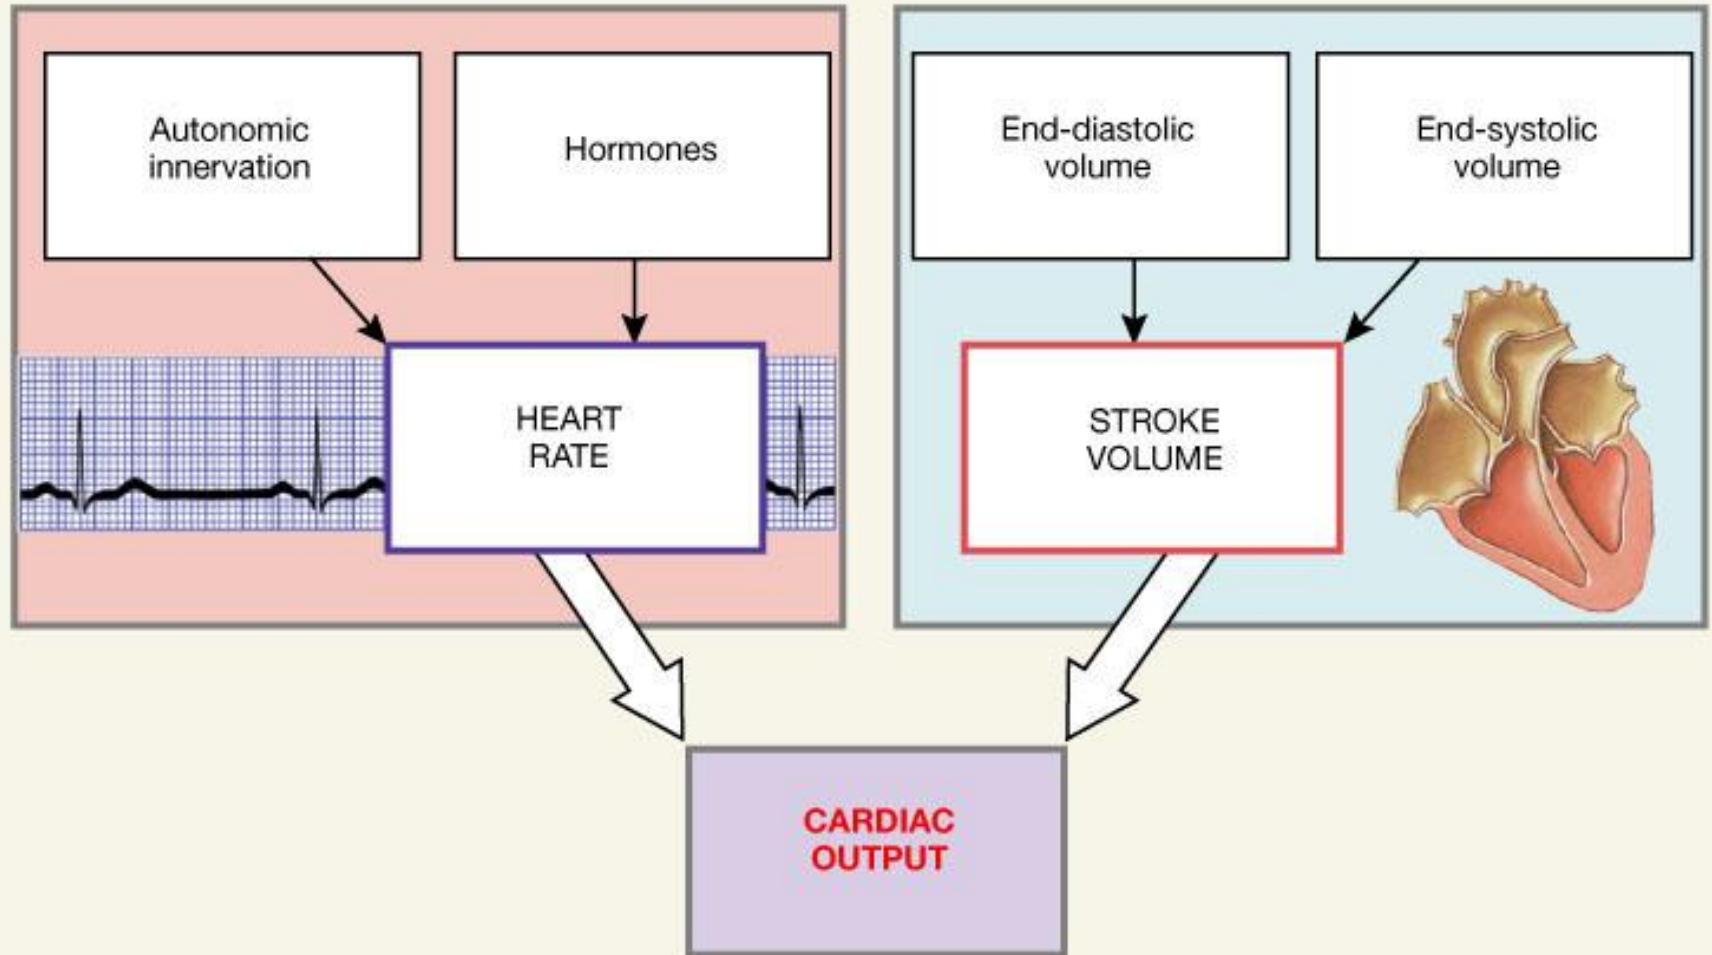 Autonomic
innervation
Hormones
End-diastolic
volume
End-systolic
volume
HEART
RATE
STROKE
VOLUME
CARDIAC
OUTPUT